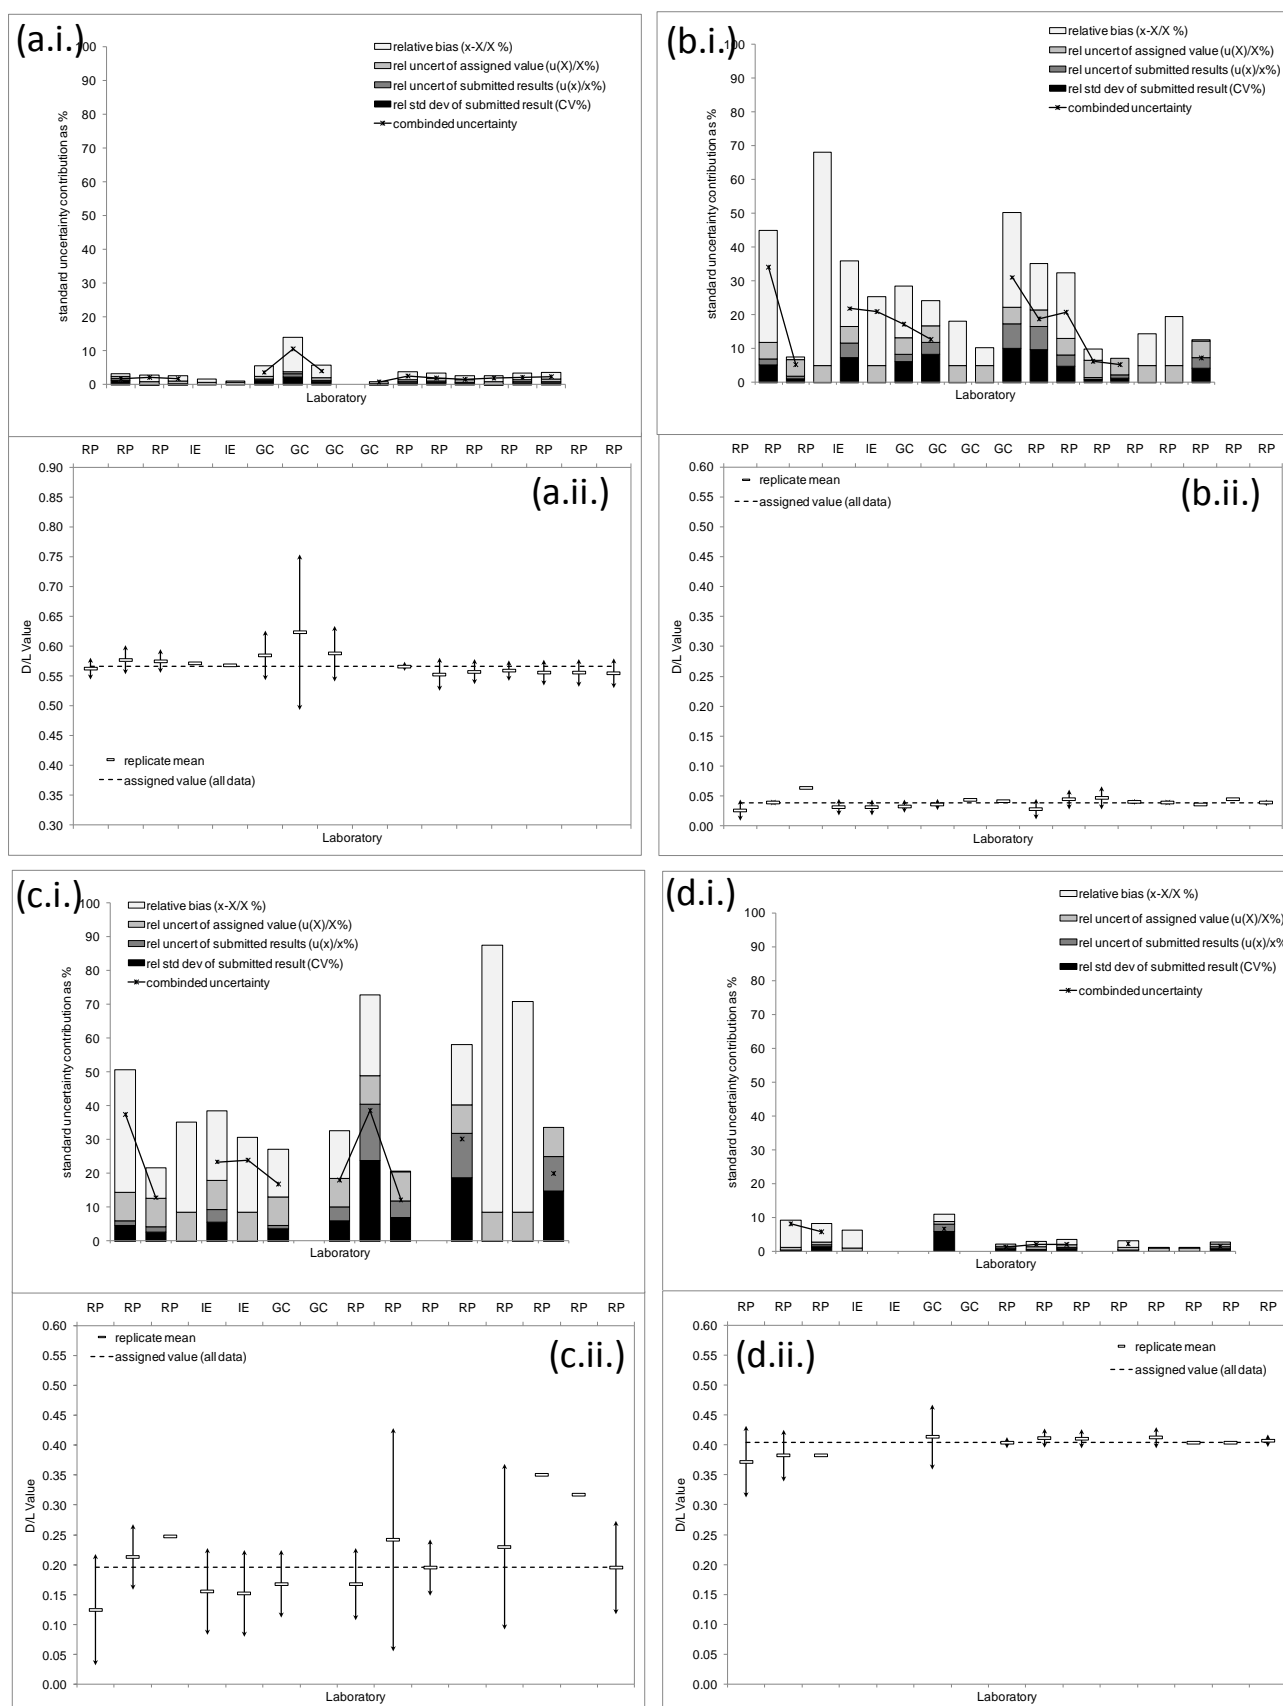 (a.i.)
relative bias (x-X/X %)
rel uncert of assigned value (u(X)/X%)
rel uncert of submitted results (u(x)/x%)
rel std dev of submitted result (CV%)
combinded uncertainty
standard uncertainty contribution as %
100
90
80
70
60
50
40
30
20
10
0
Laboratory
(b.i.)
relative bias (x-X/X %)
rel uncert of assigned value (u(X)/X%)
rel uncert of submitted results (u(x)/x%)
rel std dev of submitted result (CV%)
combinded uncertainty
standard uncertainty contribution as %
100
90
80
70
60
50
40
30
20
10
0
Laboratory
RP RP RP IE IE GC GC GC GC RP RP RP RP RP RP RP
(a.ii.)
D/L Value
0.90
0.85
0.80
0.75
0.70
0.65
0.60
0.55
0.50
0.45
0.40
0.35
0.30
replicate mean
assigned value (all data)
Laboratory
RP RP RP IE IE GC GC GC GC RP RP RP RP RP RP RP RP
(b.ii.)
replicate mean
assigned value (all data)
D/L Value
0.60
0.55
0.50
0.45
0.40
0.35
0.30
0.25
0.20
0.15
0.10
0.05
0.00
Laboratory
(c.i.)
relative bias (x-X/X %)
rel uncert of assigned value (u(X)/X%)
rel uncert of submitted results (u(x)/x%)
rel std dev of submitted result (CV%)
combinded uncertainty
standard uncertainty contribution as %
100
90
80
70
60
50
40
30
20
10
0
Laboratory
(d.i.)
relative bias (x-X/X %)
rel uncert of assigned value (u(X)/X%)
rel uncert of submitted results (u(x)/x%
rel std dev of submitted result (CV%)
combinded uncertainty
standard uncertainty contribution as %
100
90
80
70
60
50
40
30
20
10
0
Laboratory
RP RP RP IE IE GC GC RP RP RP RP RP RP RP RP
replicate mean
assigned value (all data)
(c.ii.)
D/L Value
0.60
0.55
0.50
0.45
0.40
0.35
0.30
0.25
0.20
0.15
0.10
0.05
0.00
Laboratory
RP RP RP IE IE GC GC RP RP RP RP RP RP RP RP
(d.ii.)
replicate mean
assigned value (all data)
D/L Value
0.60
0.55
0.50
0.45
0.40
0.35
0.30
0.25
0.20
0.15
0.10
0.05
0.00
Laboratory